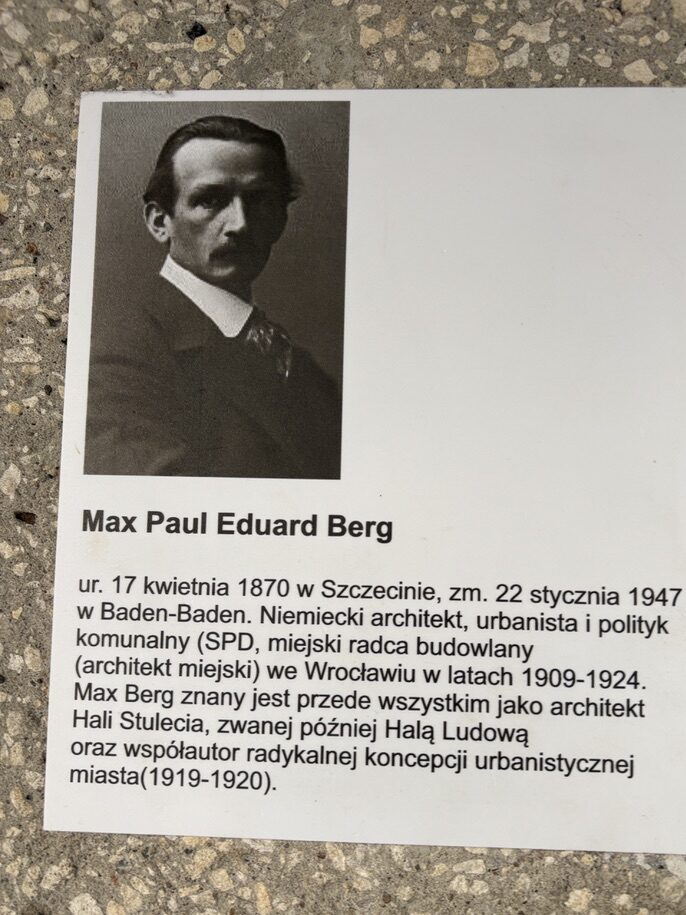 Max Paul Eduard Berg
ur. 17 kwietnia 1870 w Szczecinie, zm. 22 stycznia 1947
w Baden-Baden. Niemiecki architekt, urbanista i polityk
komunalny (SPD, miejski radca budowlany
(architekt miejski) we Wrocławiu w latach 1909-1924.
Max Berg znany jest przede wszystkim jako architekt
Hali Stulecia, zwanej później Halą Ludową
oraz współautor radykalnej koncepcji urbanistycznej
miasta(1919-1920).